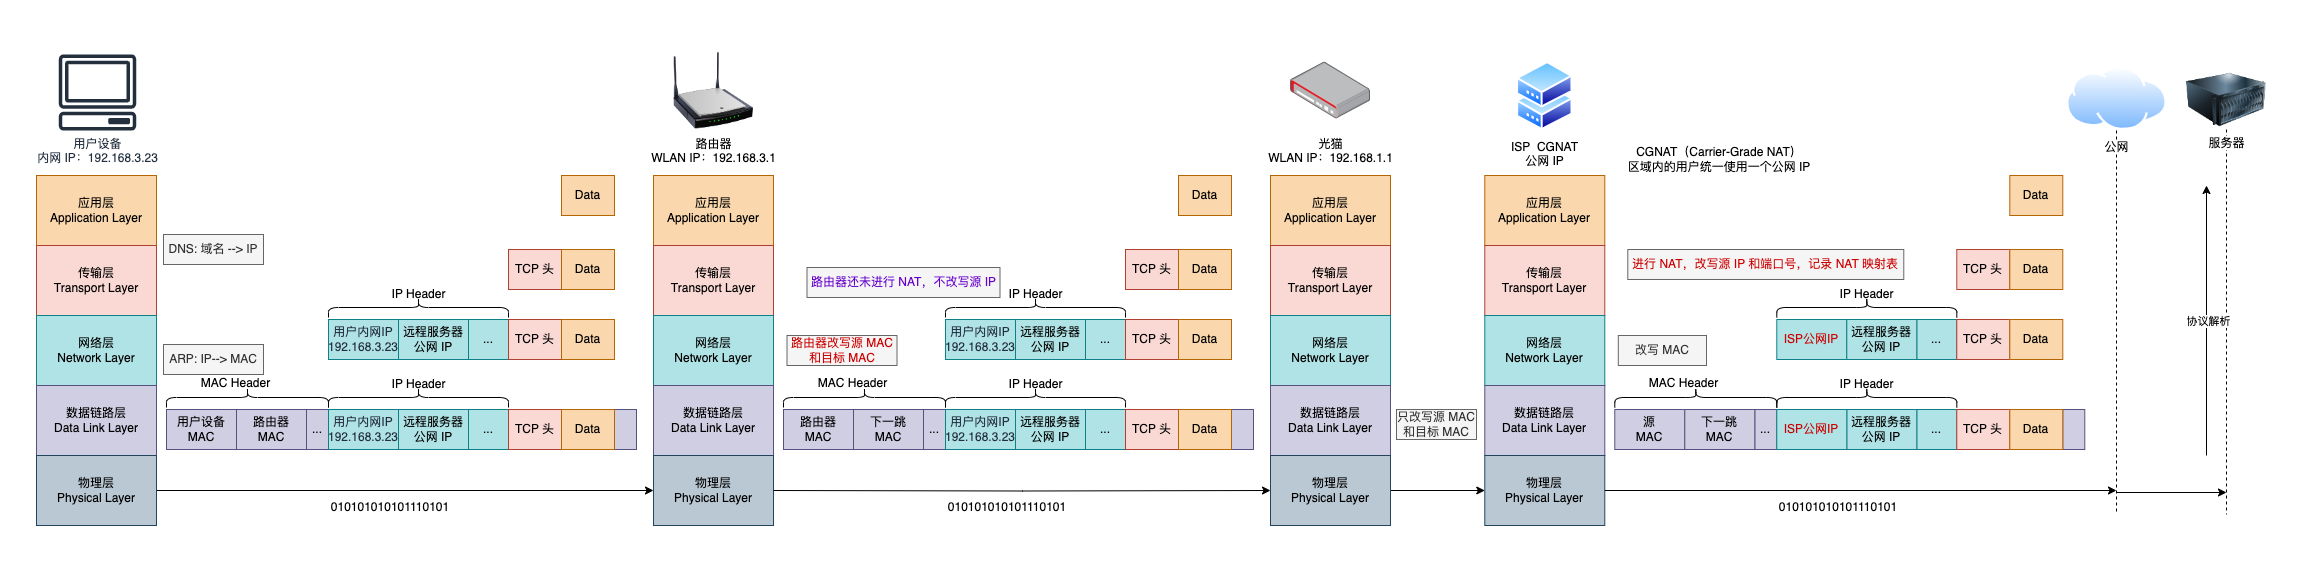 用户设备
内网 IP：192.168.3.23
应用层
Application Layer
传输层
Transport Layer
网络层
Network Layer
数据链路层
Data Link Layer
物理层
Physical Layer
DNS: 域名 --> IP
ARP: IP--> MAC
Data
TCP 头
Data
IP Header
用户内网IP
192.168.3.23
远程服务器
公网 IP
...
TCP 头
Data
MAC Header
IP Header
用户设备
MAC
路由器
MAC
...
用户内网IP
192.168.3.23
远程服务器
公网 IP
...
TCP 头
Data
010101010101110101
路由器
WLAN IP：192.168.3.1
应用层
Application Layer
传输层
Transport Layer
网络层
Network Layer
数据链路层
Data Link Layer
物理层
Physical Layer
Data
TCP 头
Data
路由器还未进行 NAT，不改写源 IP
IP Header
路由器改写源 MAC
和目标 MAC
用户内网IP
192.168.3.23
远程服务器
公网 IP
...
TCP 头
Data
MAC Header
IP Header
路由器
MAC
下一跳
MAC
...
用户内网IP
192.168.3.23
远程服务器
公网 IP
...
TCP 头
Data
010101010101110101
光猫
WLAN IP：192.168.1.1
应用层
Application Layer
传输层
Transport Layer
网络层
Network Layer
数据链路层
Data Link Layer
物理层
Physical Layer
只改写源 MAC
和目标 MAC
ISP CGNAT
公网 IP
应用层
Application Layer
传输层
Transport Layer
网络层
Network Layer
数据链路层
Data Link Layer
物理层
Physical Layer
CGNAT（Carrier-Grade NAT）
区域内的用户统一使用一个公网 IP
Data
进行 NAT，改写源 IP 和端口号，记录 NAT 映射表
TCP 头
Data
IP Header
改写 MAC
ISP公网IP
远程服务器
公网 IP
...
TCP 头
Data
MAC Header
IP Header
源
MAC
下一跳
MAC
...
ISP公网IP
远程服务器
公网 IP
...
TCP 头
Data
010101010101110101
公网
服务器
协议解析